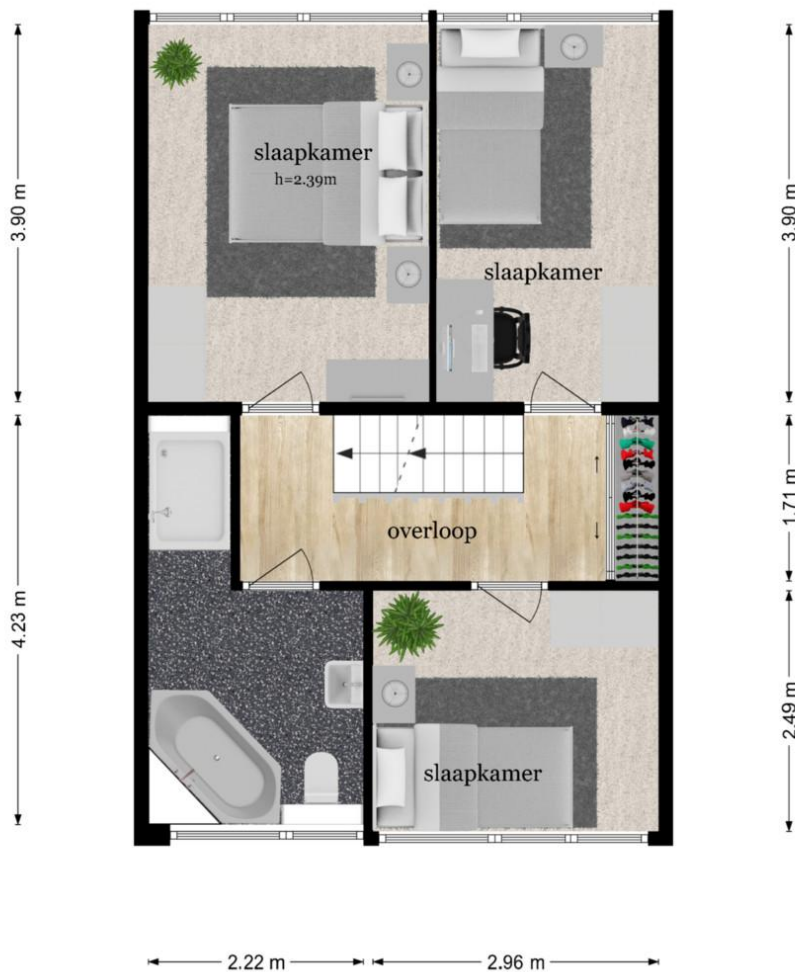 slaapkamer
h=2.39m
slaapkamer
overloop
slaapkamer
3.90 m
4.23 m
3.90 m
1.71 m
2.49 m
2.22 m
2.96 m